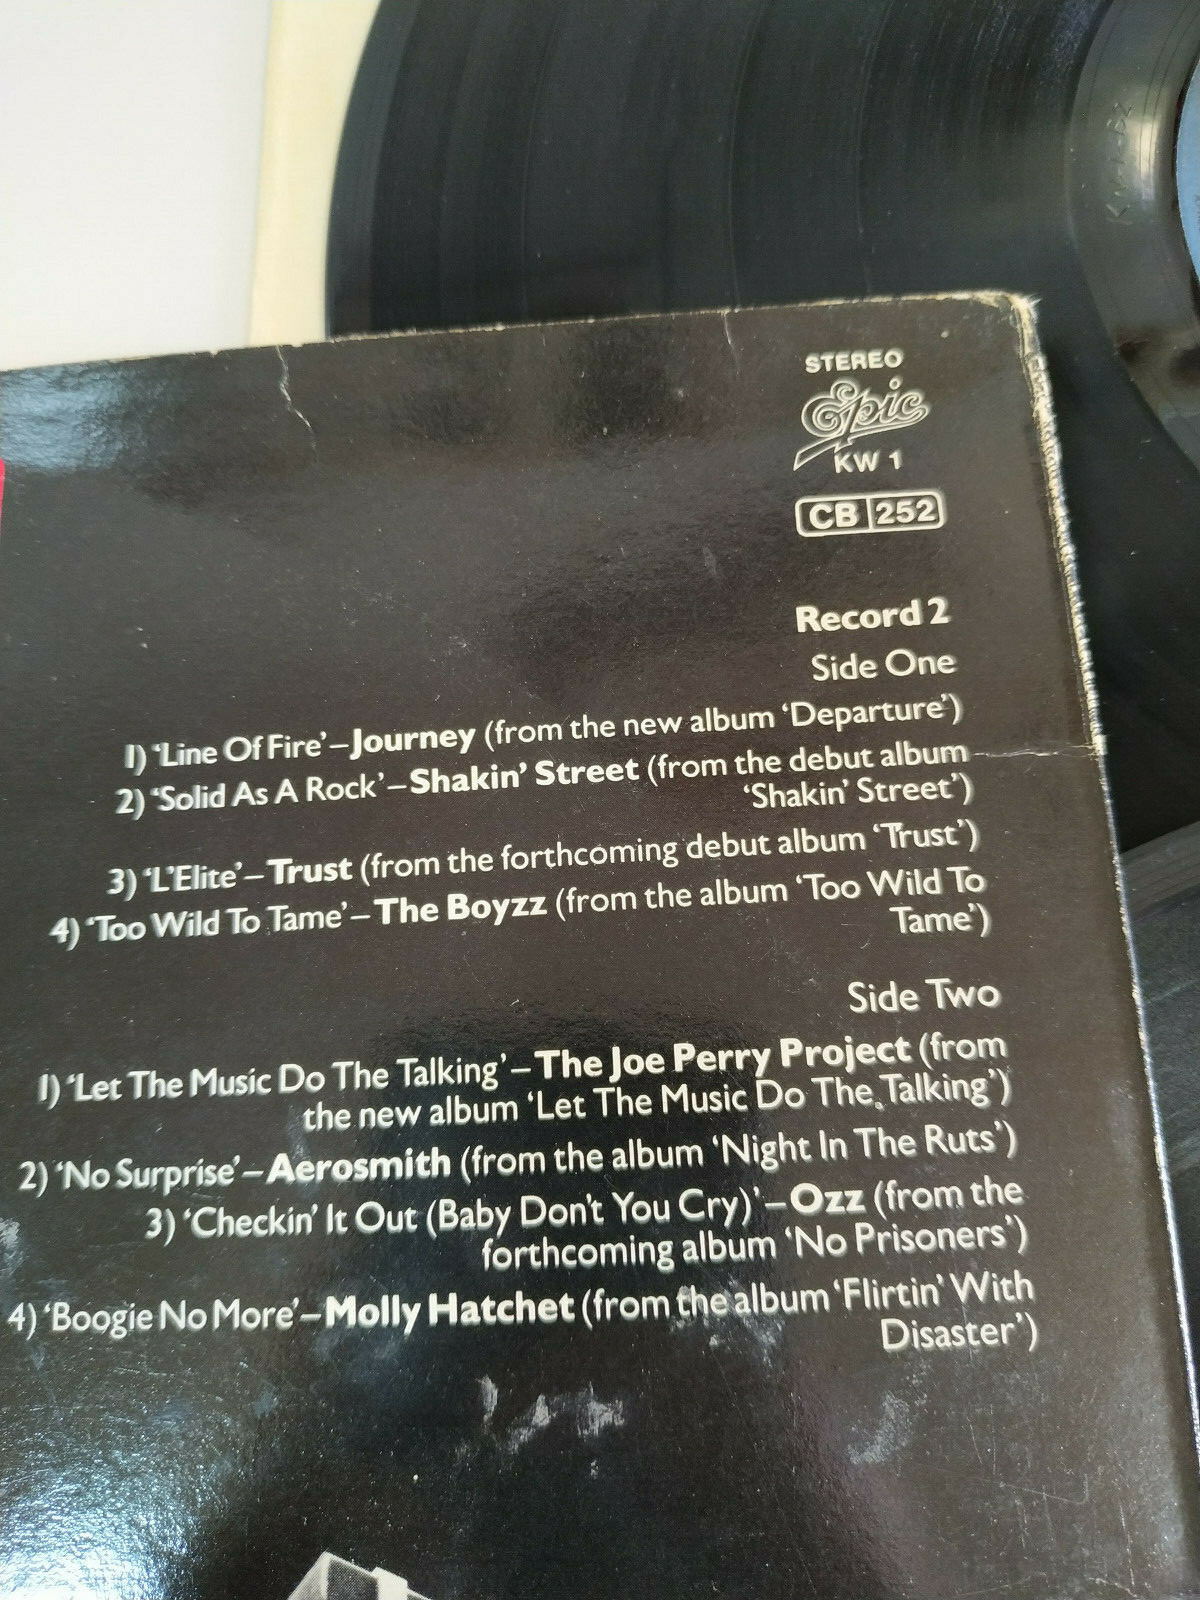 STEREO
Epic
KW 1
CB 252
Record 2
Side One
1) ‘Line Of Fire’–Journey (from the new album ‘Departure’)
2) ‘Solid As A Rock’–Shakin’ Street (from the debut album
‘Shakin’ Street’)
3) ‘L’Elite’–Trust (from the forthcoming debut album ‘Trust’)
4) ‘Too Wild To Tame’–The Boyzz (from the album ‘Too Wild To
Tame’)
Side Two
1) ‘Let The Music Do The Talking’–The Joe Perry Project (from
the new album ‘Let The Music Do The Talking’)
2) ‘No Surprise’–Aerosmith (from the album ‘Night In The Ruts’)
3) ‘Checkin’ It Out (Baby Don’t You Cry)’–Ozz (from the
forthcoming album ‘No Prisoners’)
4) ‘Boogie No More’–Molly Hatchet (from the album ‘Flirtin’ With
Disaster’)